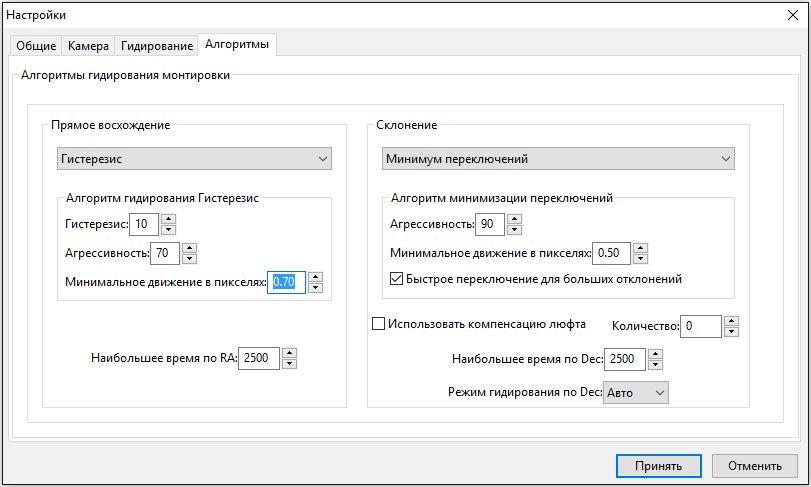 Настройки
Общие Камера Гидирование Алгоритмы
Алгоритмы гидирования монтировки
Прямое восхождение
Гистерезис
Алгоритм гидирования Гистерезис
Гистерезис: 10
Агрессивность: 70
Минимальное движение в пикселях: 0.70
Наибольшее время по RA: 2500
Склонение
Минимум переключений
Алгоритм минимизации переключений
Агрессивность: 90
Минимальное движение в пикселях: 0.50
Быстрое переключение для больших отклонений
Использовать компенсацию люфта Количество: 0
Наибольшее время по Dec: 2500
Режим гидирования по Dec: Авто
Принять Отменить